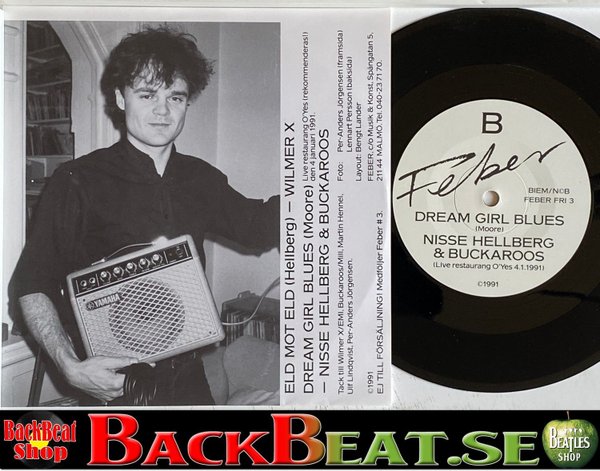 ELD MOT ELD (Hellberg) – WILMER X
DREAM GIRL BLUES (Moore) Live restaurang O'Yes (rekommenderas!) den 4 januari 1991.
– NISSE HELLBERG & BUCKAROOS
Tack till Wilmer X/EMI, Buckaroos/Mill, Martin Hennel,
Ulf Lindqvist, Per-Anders Jörgensen.
Foto: Per-Anders Jörgensen (framsida)
Lennart Persson (baksida)
Layout: Bengt Lander
FEBER, c/o Musik & Konst, Spångatan 5,
211 44 MALMÖ. Tel. 040-23 71 70.
©1991
EJ TILL FÖRSÄLJNING! Medföljer Feber # 3.
YAMAHA
B
Feber
BIEM/NCB
FEBER FRI 3
DREAM GIRL BLUES
(Moore)
NISSE HELLBERG
& BUCKAROOS
(Live restaurang O'Yes 4.1.1991)
©1991
BackBeat
Shop
BACKBEAT.SE
THE
BEATLES
SHOP